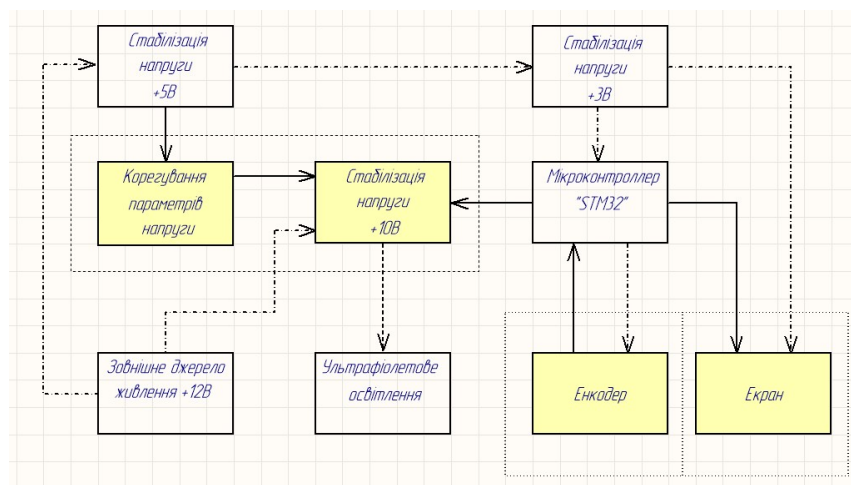 Стабілізація
напруги
+5В
Стабілізація
напруги
+3В
Корегування
параметрів
напруги
Стабілізація
напруги
+10В
Мікроконтроллер
"STM32"
Зовнішнє джерело
живлення +12В
Ультрафіолетове
освітлення
Енкодер
Екран